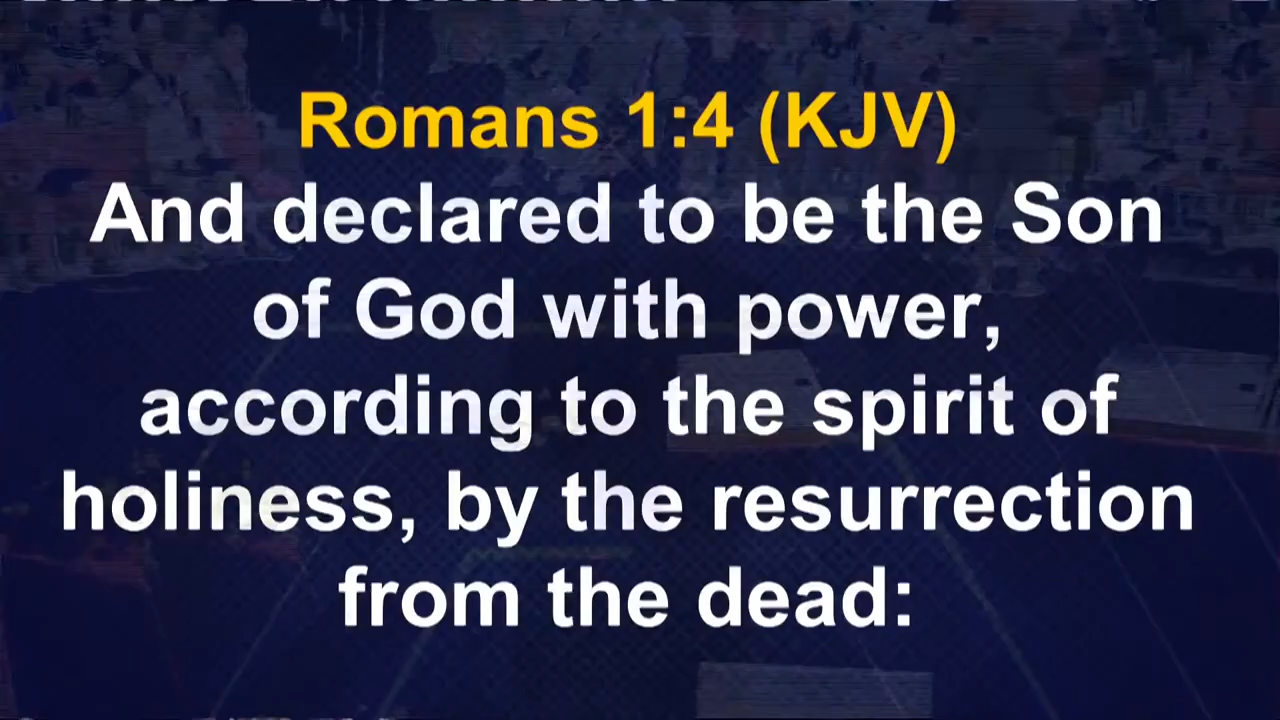 Romans 1:4 (KJV)
And declared to be the Son
of God with power,
according to the spirit of
holiness, by the resurrection
from the dead: